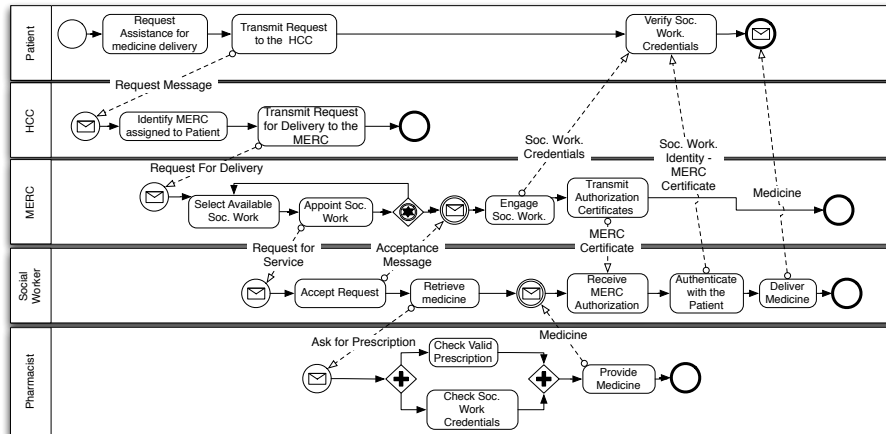 Patient
Request
Assistance for
medicine delivery
Transmit Request
to the HCC
Verify Soc.
Work.
Credentials
Request Message
HCC
Identify MERC
assigned to Patient
Transmit Request
for Delivery to the
MERC
Soc. Work.
Credentials
Soc. Work.
Identity -
MERC
Certificate
Request For Delivery
Medicine
MERC
Select Available
Soc. Work
Appoint Soc.
Work
Engage
Soc. Work.
Transmit
Authorization
Certificates
Request for
Service
Acceptance
Message
MERC
Certificate
Social
Worker
Accept Request
Retrieve
medicine
Receive
MERC
Authorization
Authenticate
with the
Patient
Deliver
Medicine
Ask for Prescription
Medicine
Pharmacist
Check Valid
Prescription
Check Soc.
Work
Credentials
Provide
Medicine